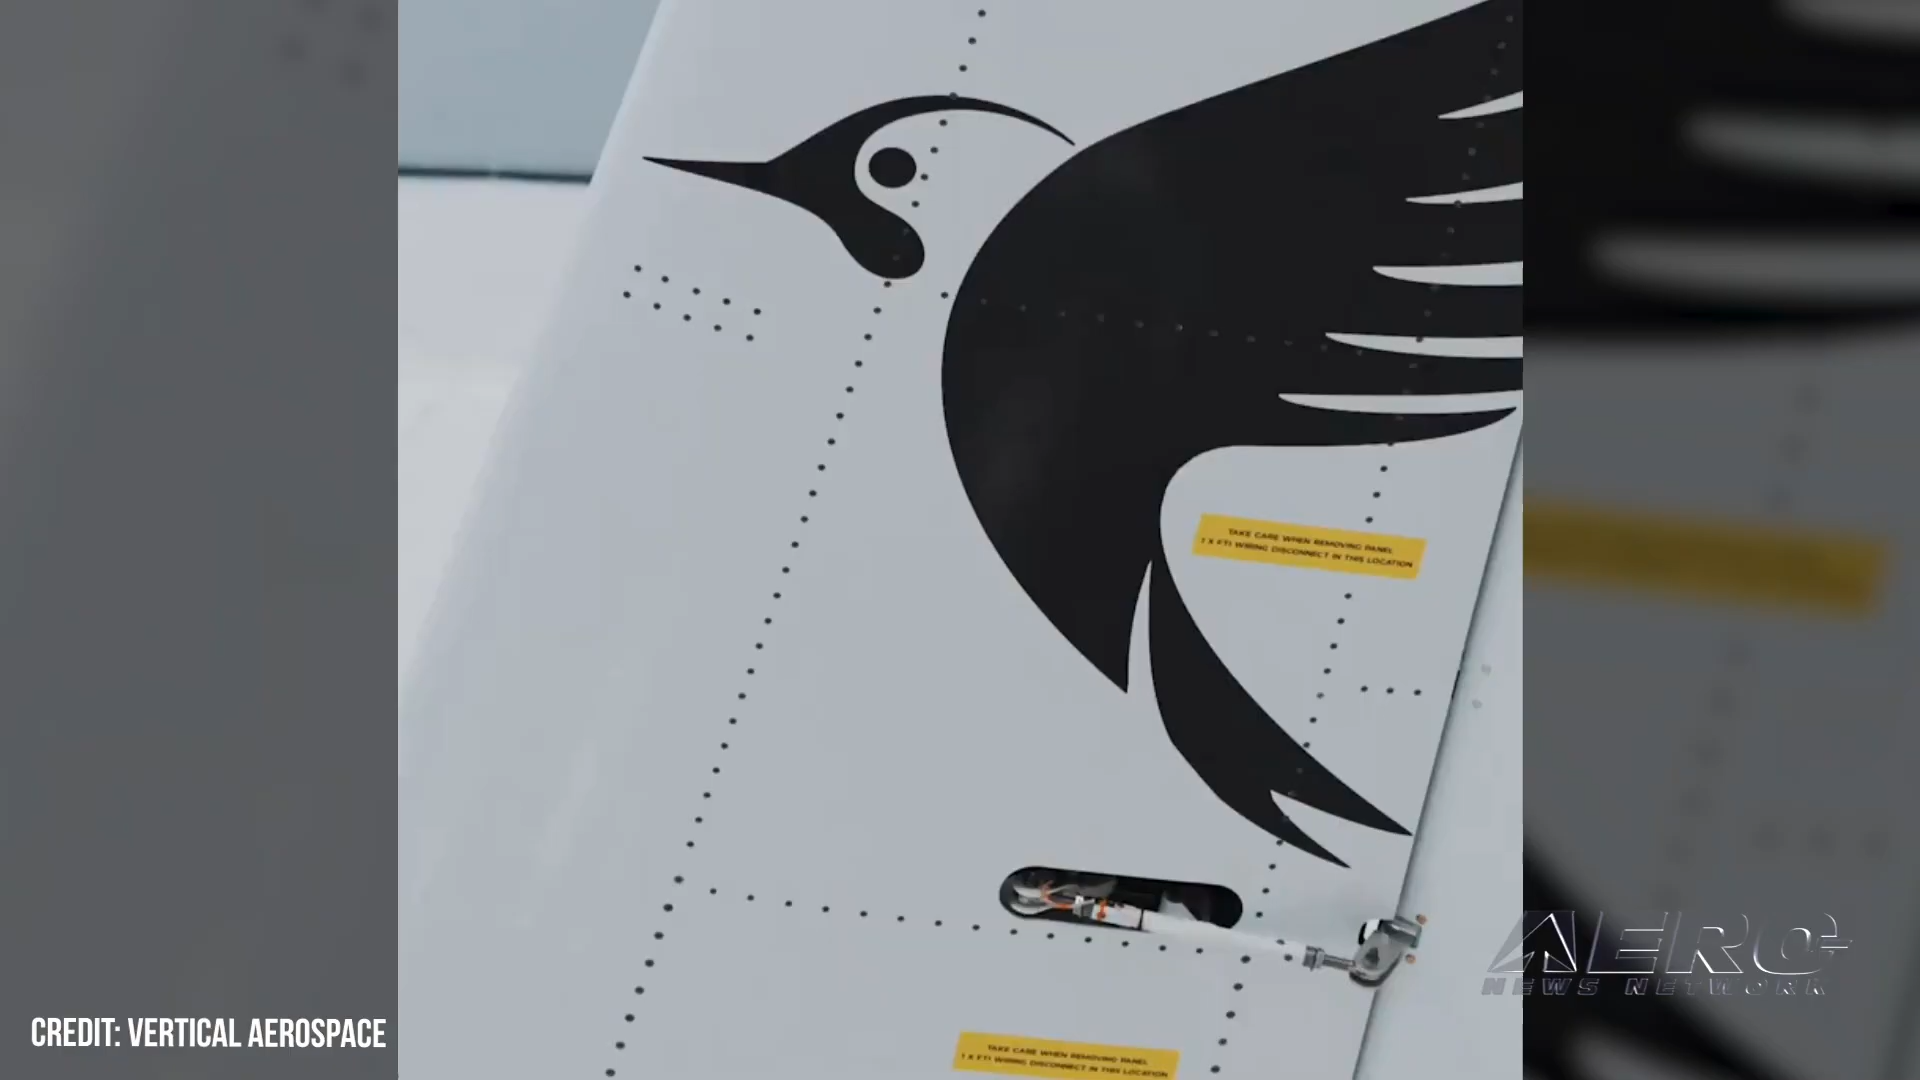 TAKE CARE WHEN REMOVING PANEL
1 X FTI WIRING DISCONNECT IN THIS LOCATION
AERO
NEWS NETWORK
CREDIT: VERTICAL AEROSPACE
TAKE CARE WHEN REMOVING PANEL
1 X FTI WIRING DISCONNECT IN THIS LOCATION